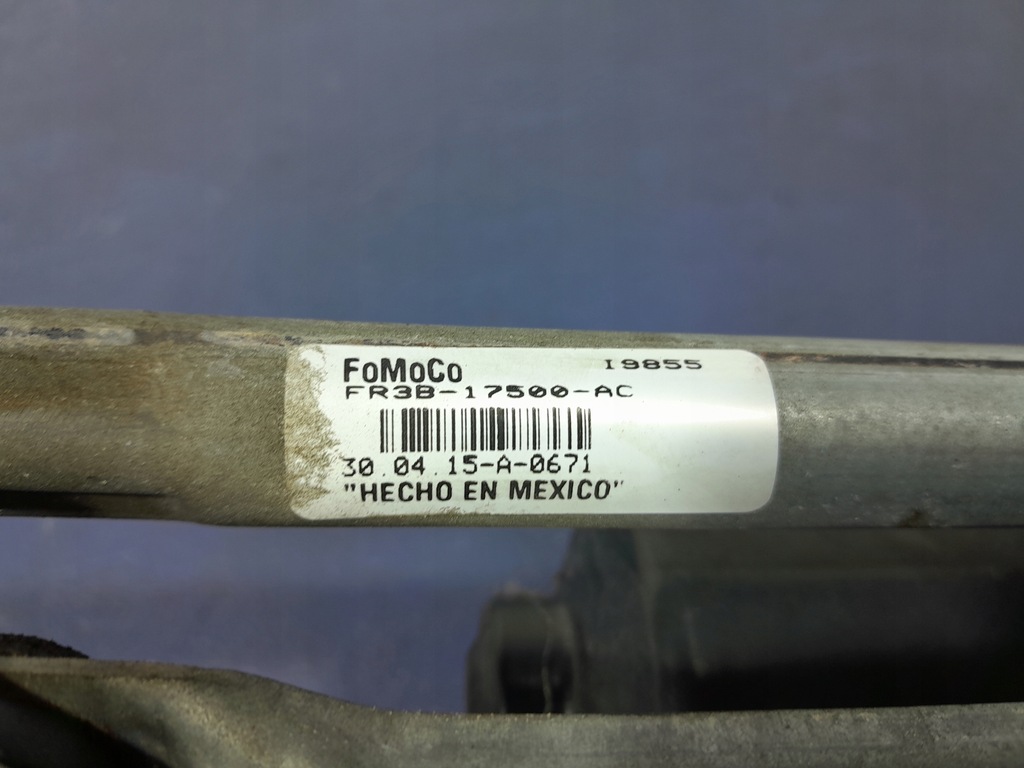 FoMoCo I9855
FR3B-17500-AC
30.04.15-A-0671
"HECHO EN MEXICO"